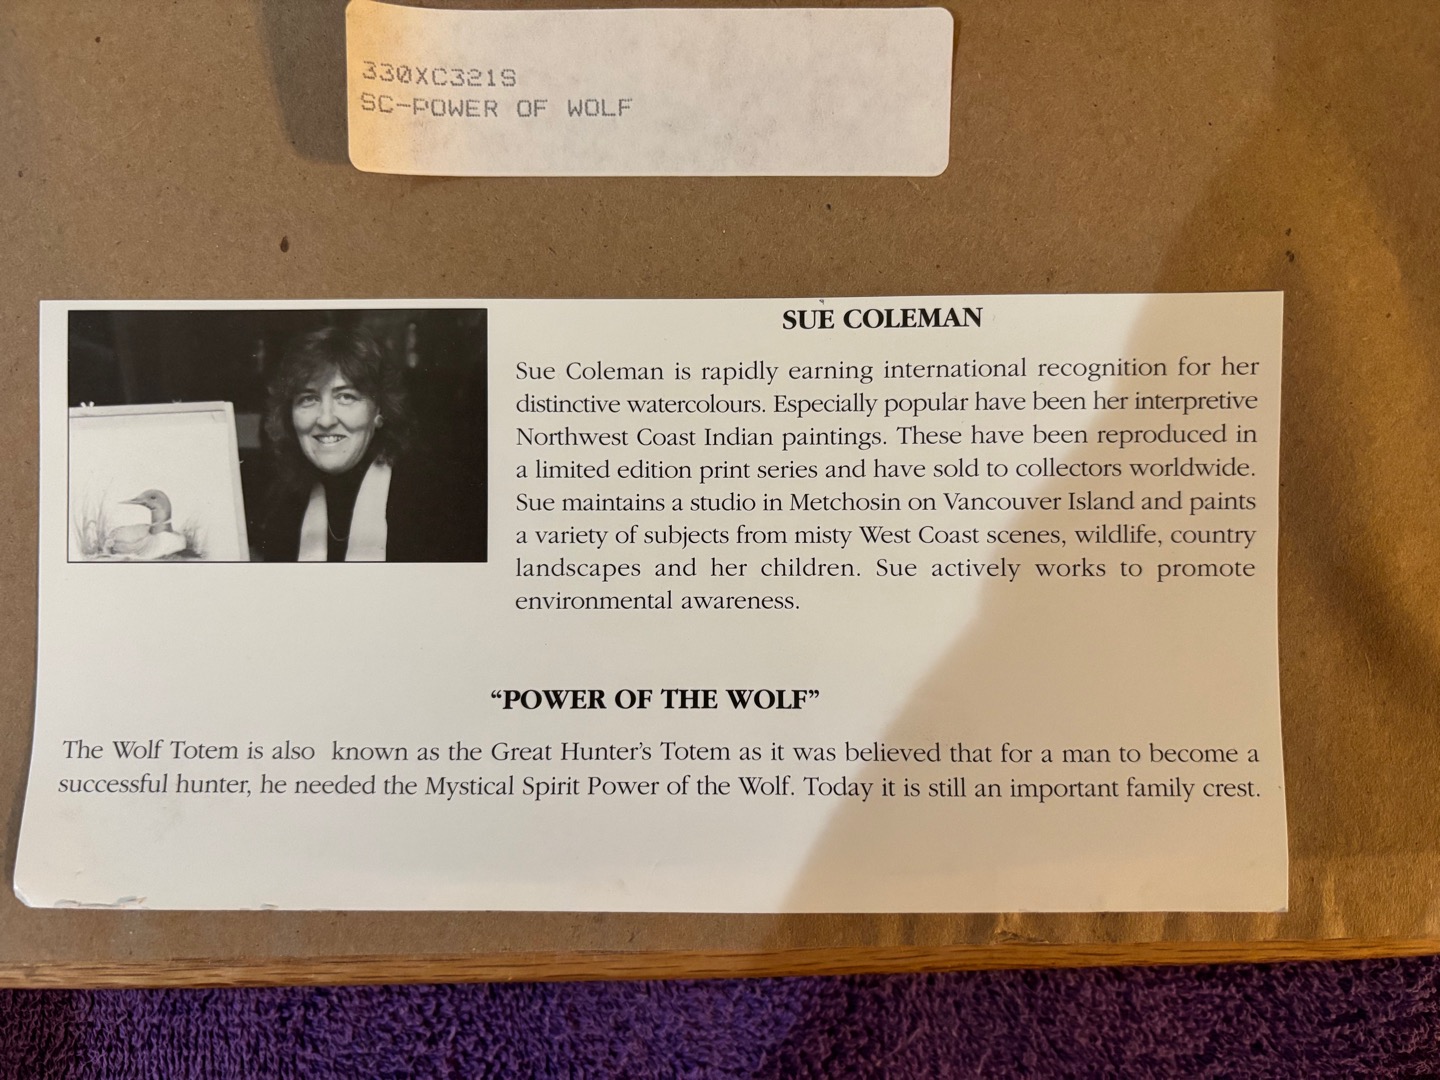 330XC321S
SC-POWER OF WOLF
SUE COLEMAN
Sue Coleman is rapidly earning international recognition for her
distinctive watercolours. Especially popular have been her interpretive
Northwest Coast Indian paintings. These have been reproduced in
a limited edition print series and have sold to collectors worldwide.
Sue maintains a studio in Metchosin on Vancouver Island and paints
a variety of subjects from misty West Coast scenes, wildlife, country
landscapes and her children. Sue actively works to promote
environmental awareness.
“POWER OF THE WOLF”
The Wolf Totem is also known as the Great Hunter’s Totem as it was believed that for a man to become a
successful hunter, he needed the Mystical Spirit Power of the Wolf. Today it is still an important family crest.